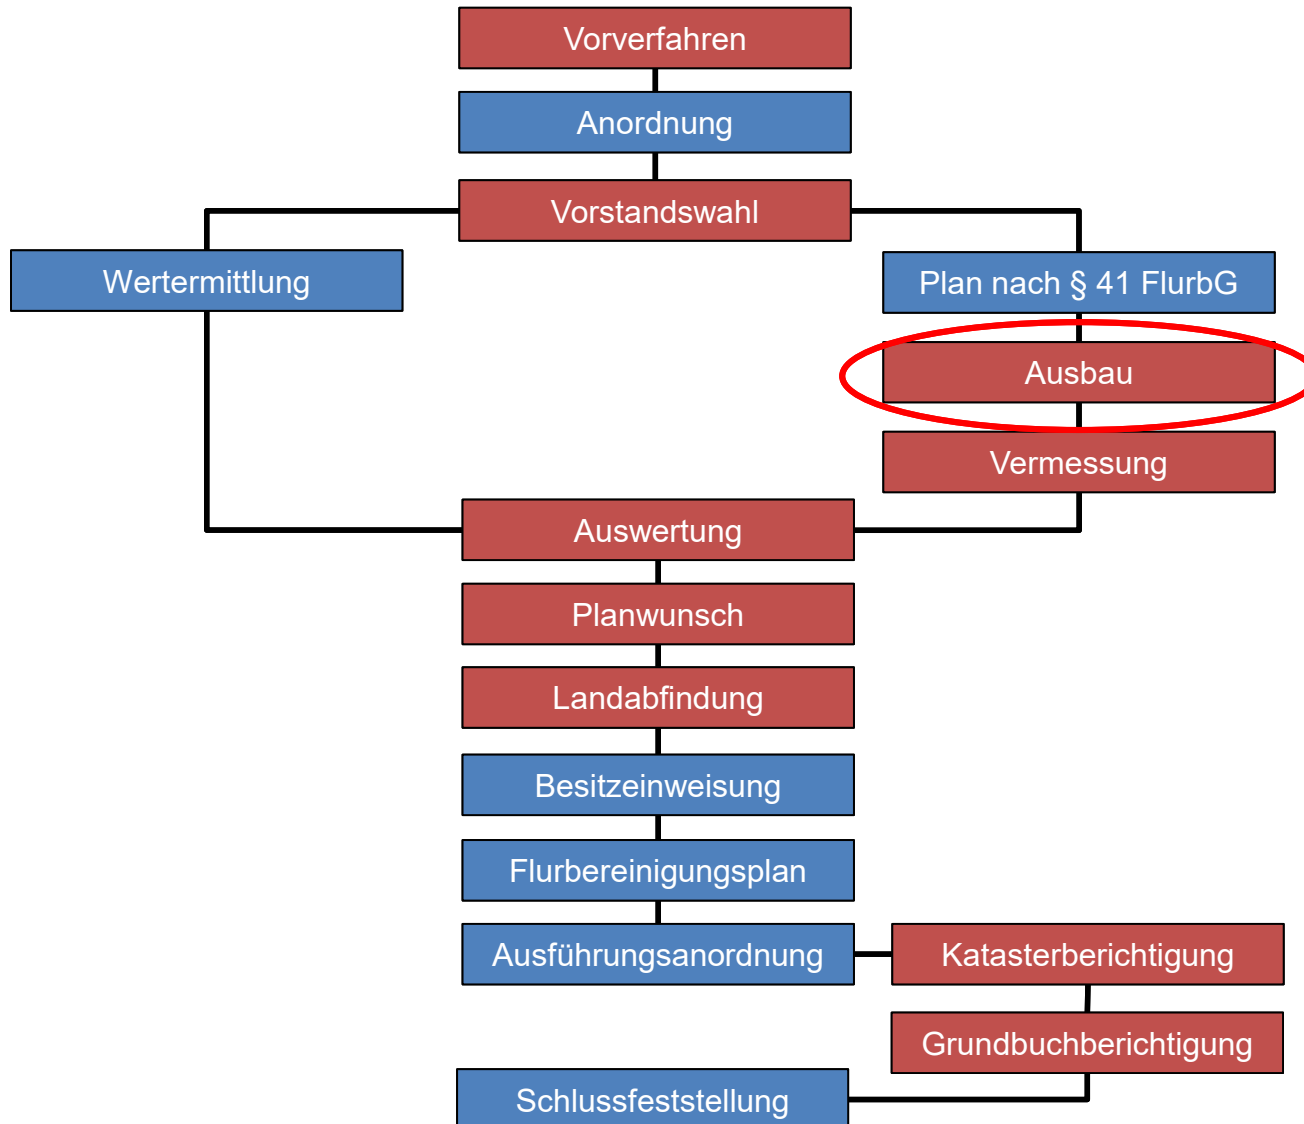 Vorverfahren
Anordnung
Vorstandswahl
Wertermittlung
Plan nach § 41 FlurbG
Ausbau
Vermessung
Auswertung
Planwunsch
Landabfindung
Besitzeinweisung
Flurbereinigungsplan
Ausführungsanordnung
Katasterberichtigung
Grundbuchberichtigung
Schlussfeststellung